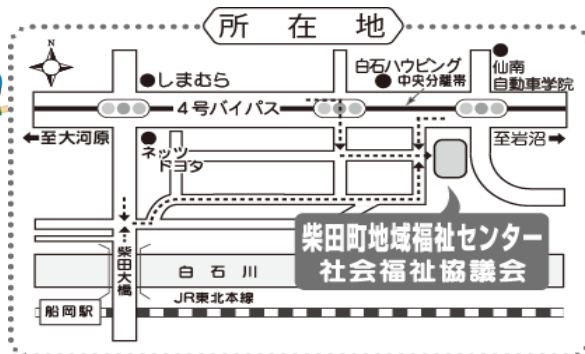 所在地
N
しまむら
白石ハウピング
中央分離帯
仙南
自動車学院
4号バイパス
←至大河原
ネッツ
トヨタ
至岩沼→
柴田町地域福祉センター
社会福祉協議会
柴田大橋
白石川
JR東北本線
船岡駅